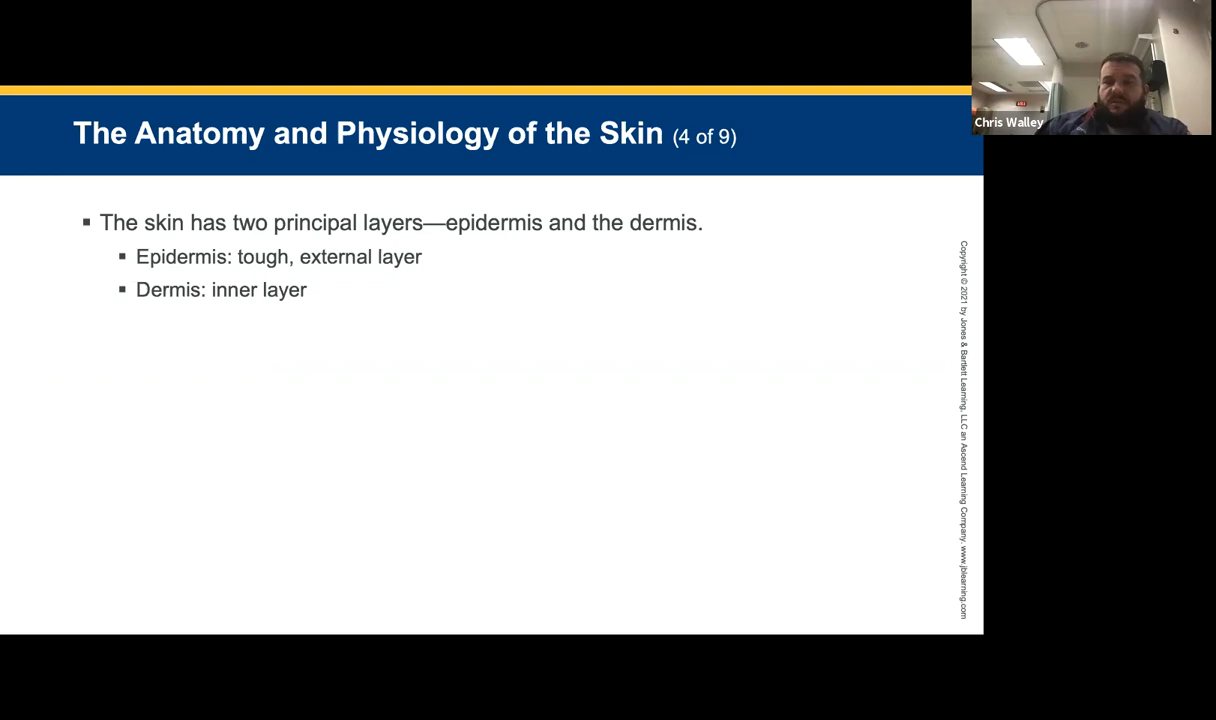 The Anatomy and Physiology of the Skin (4 of 9)
Chris Walley
▪ The skin has two principal layers—epidermis and the dermis.
▪ Epidermis: tough, external layer
▪ Dermis: inner layer
Copyright © 2021 by Jones & Bartlett Learning, LLC an Ascend Learning Company. www.jblearning.com